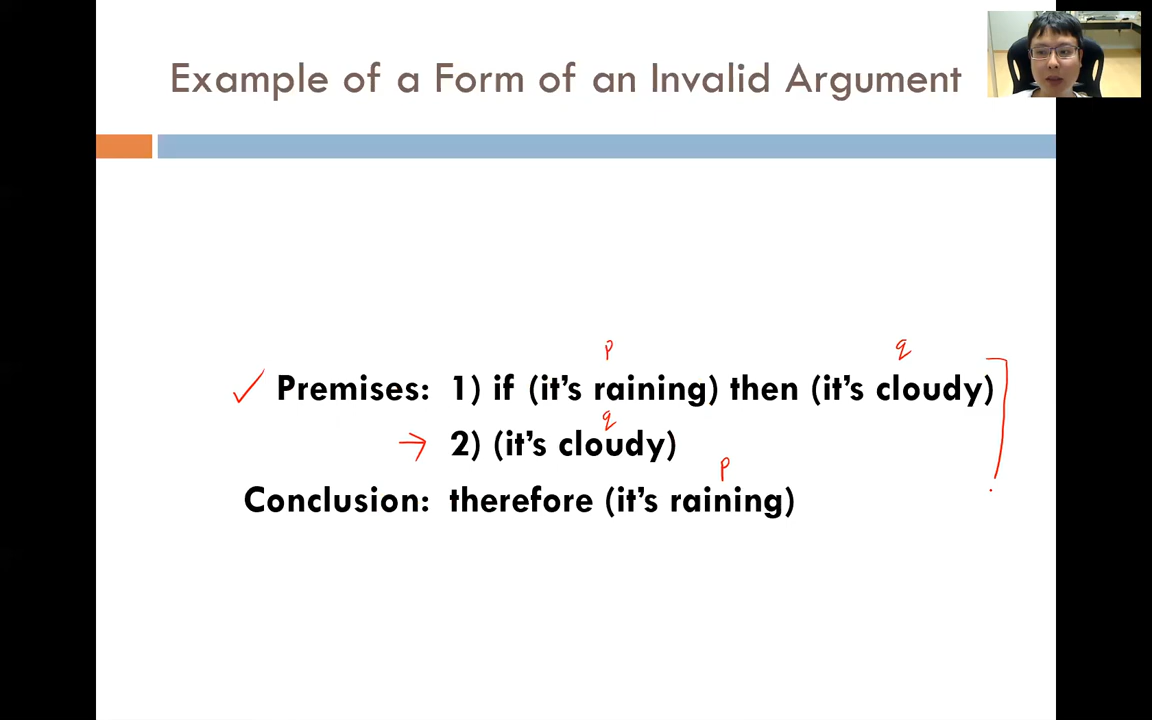 Example of a Form of an Invalid Argument
p q
Premises: 1) if (it's raining) then (it's cloudy)
q
2) (it's cloudy)
p
Conclusion: therefore (it's raining)